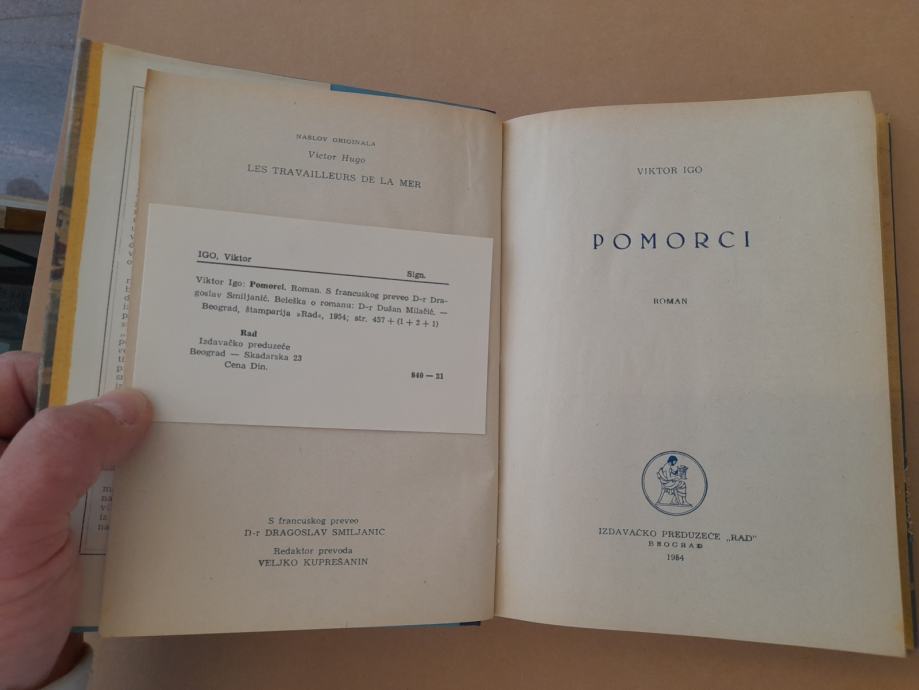 NASLOV ORIGINALA
Victor Hugo
LES TRAVAILLEURS DE LA MER
IGO, Viktor
Sign.
Viktor Igo: Pomorci. Roman. S francuskog preveo D-r Dra-
goslav Smiljanić. Beleška o romanu: D-r Dušan Milačić. —
Beograd, štamparija »Rad«, 1954; str. 457 + (1 + 2 + 1)
Rad
Izdavačko preduzeće
Beograd — Skadarska 23
Cena Din.
840 — 31
S francuskog preveo
D-r DRAGOSLAV SMILJANIĆ
Redaktor prevoda
VELJKO KUPREŠANIN
VIKTOR IGO
POMORCI
ROMAN
IZDAVAČKO PREDUZEĆE „RAD"
BEOGRAD
1954